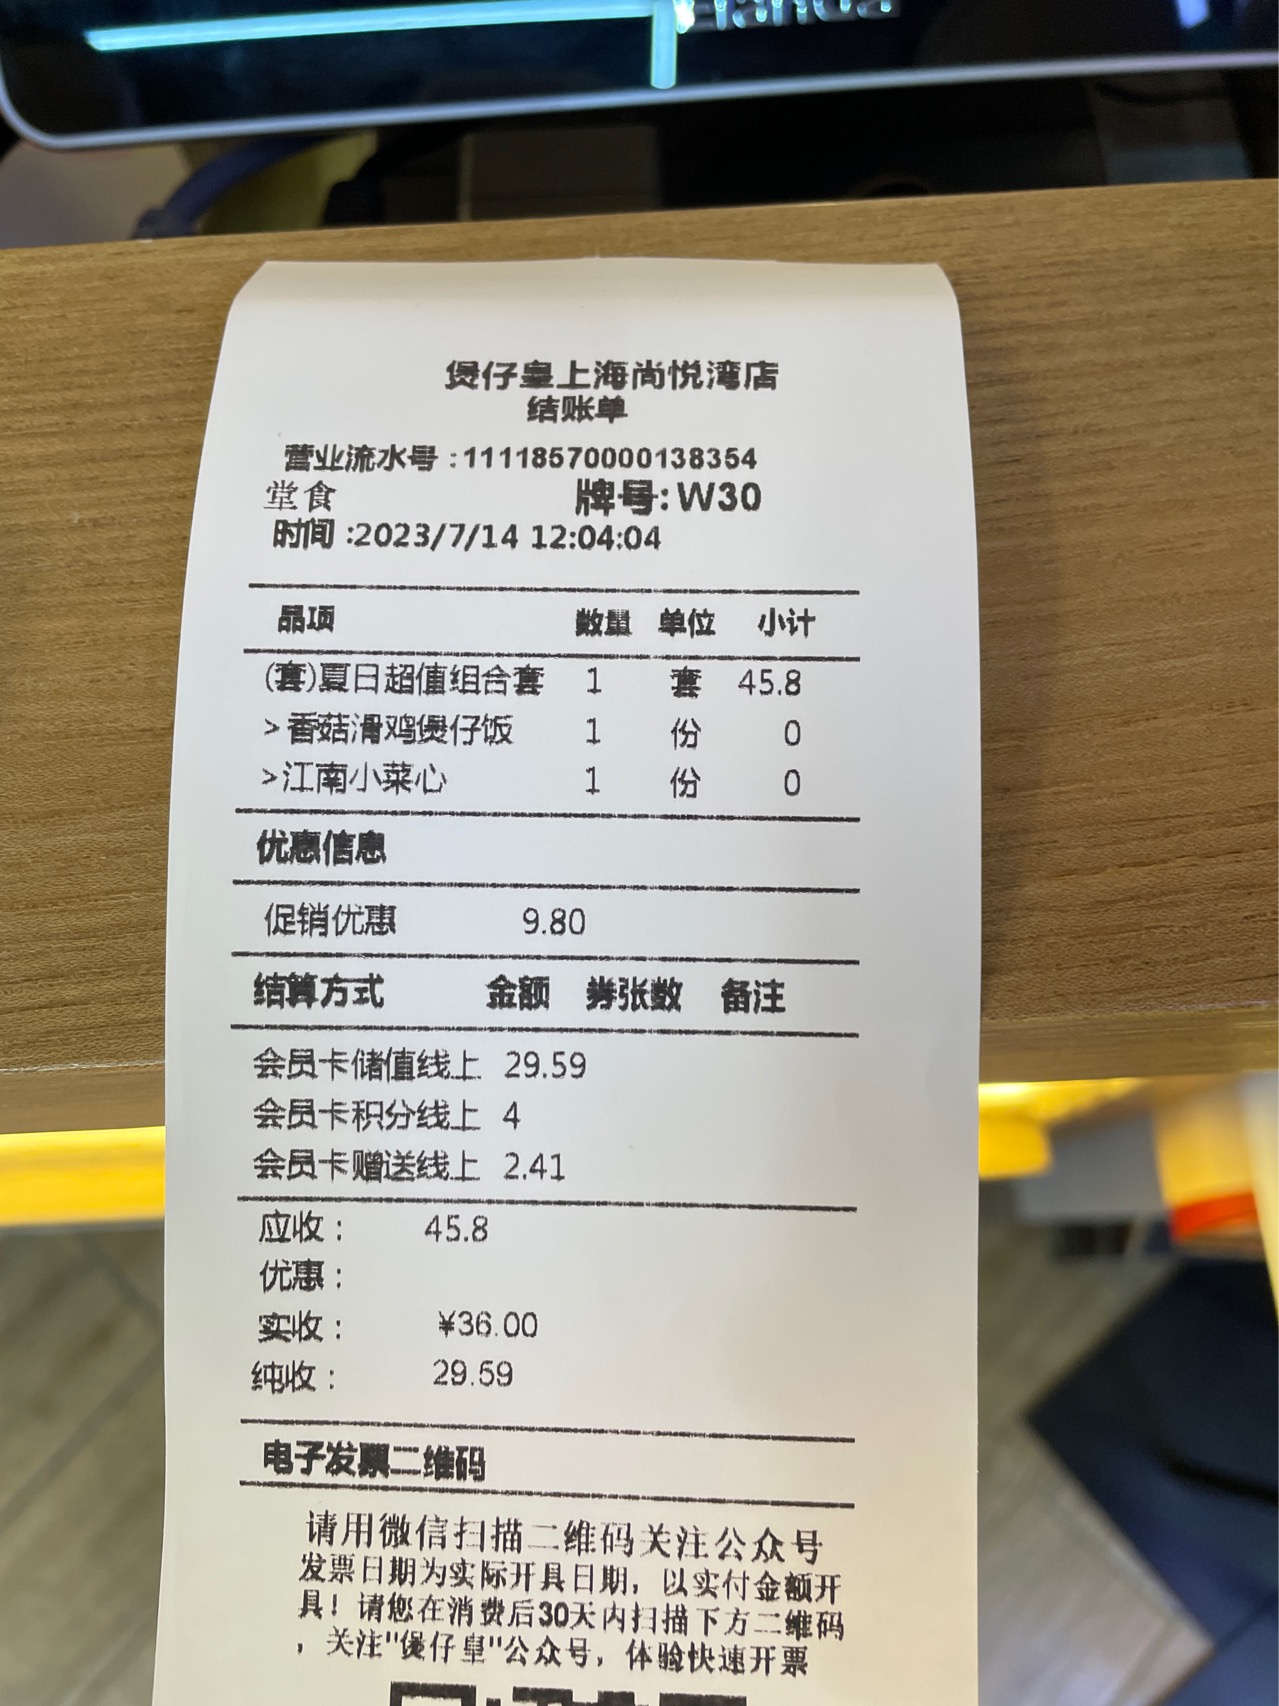 煲仔皇上海尚悦湾店
结账单
营业流水号:11118570000138354
堂食 牌号:W30
时间:2023/7/14 12:04:04
品项 数量 单位 小计
(套)夏日超值组合套 1 套 45.8
>香菇滑鸡煲仔饭 1 份 0
>江南小菜心 1 份 0
优惠信息
促销优惠 9.80
结算方式 金额 券张数 备注
会员卡储值线上 29.59
会员卡积分线上 4
会员卡赠送线上 2.41
应收: 45.8
优惠:
实收: ¥36.00
纯收: 29.59
电子发票二维码
请用微信扫描二维码关注公众号
发票日期为实际开具日期，以实付金额开
具！请您在消费后30天内扫描下方二维码
，关注"煲仔皇"公众号，体验快速开票